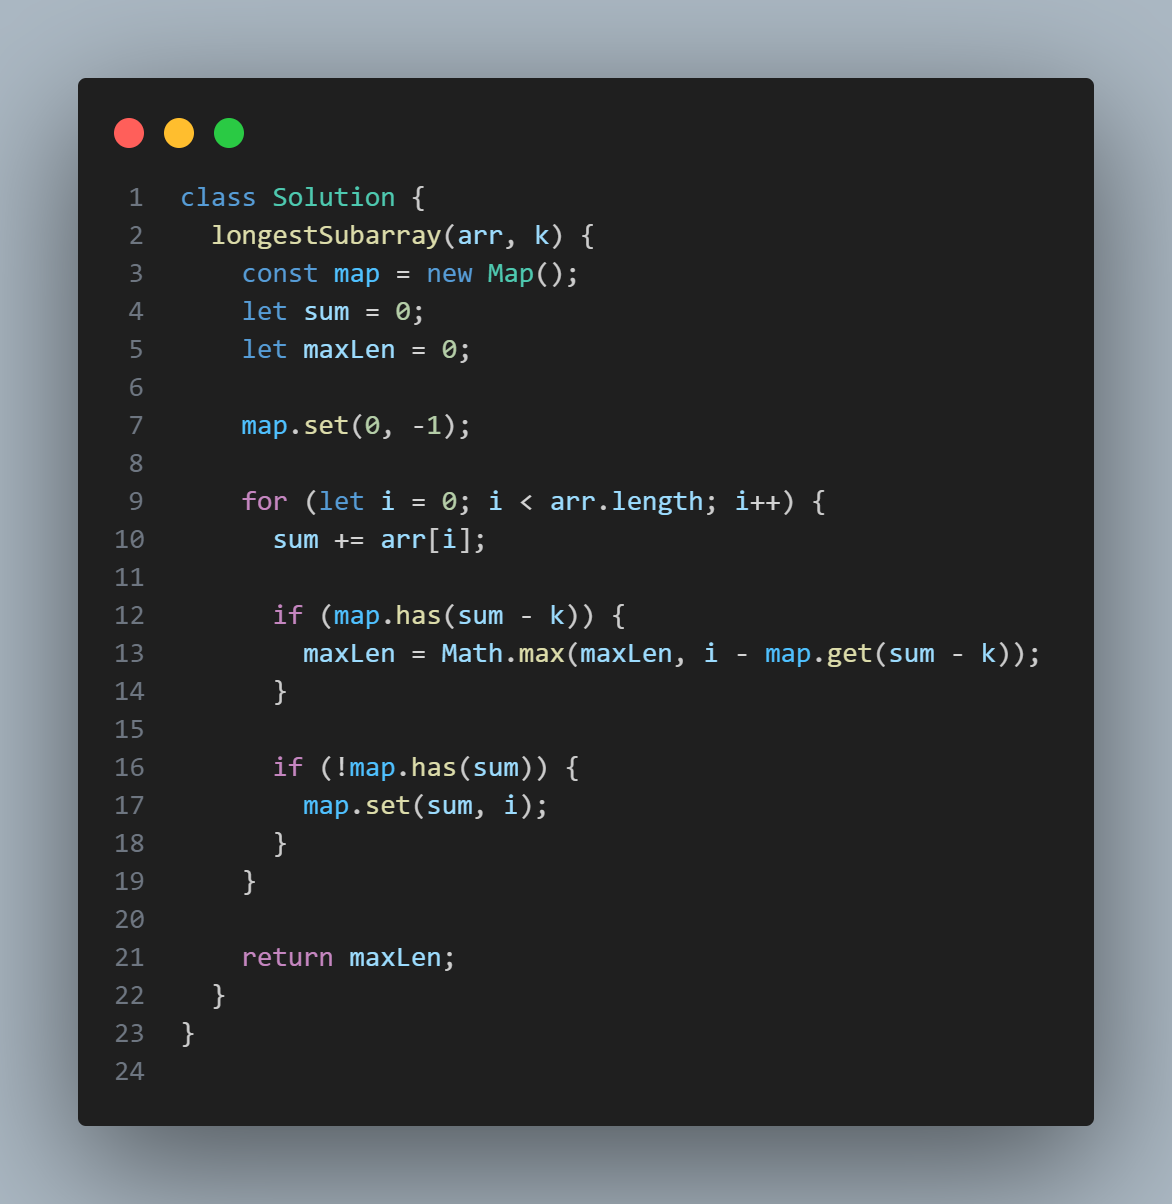 1 class Solution {
2   longestSubarray(arr, k) {
3     const map = new Map();
4     let sum = 0;
5     let maxLen = 0;
6
7     map.set(0, -1);
8
9     for (let i = 0; i < arr.length; i++) {
10       sum += arr[i];
11
12       if (map.has(sum - k)) {
13         maxLen = Math.max(maxLen, i - map.get(sum - k));
14       }
15
16       if (!map.has(sum)) {
17         map.set(sum, i);
18       }
19     }
20
21     return maxLen;
22   }
23 }
24